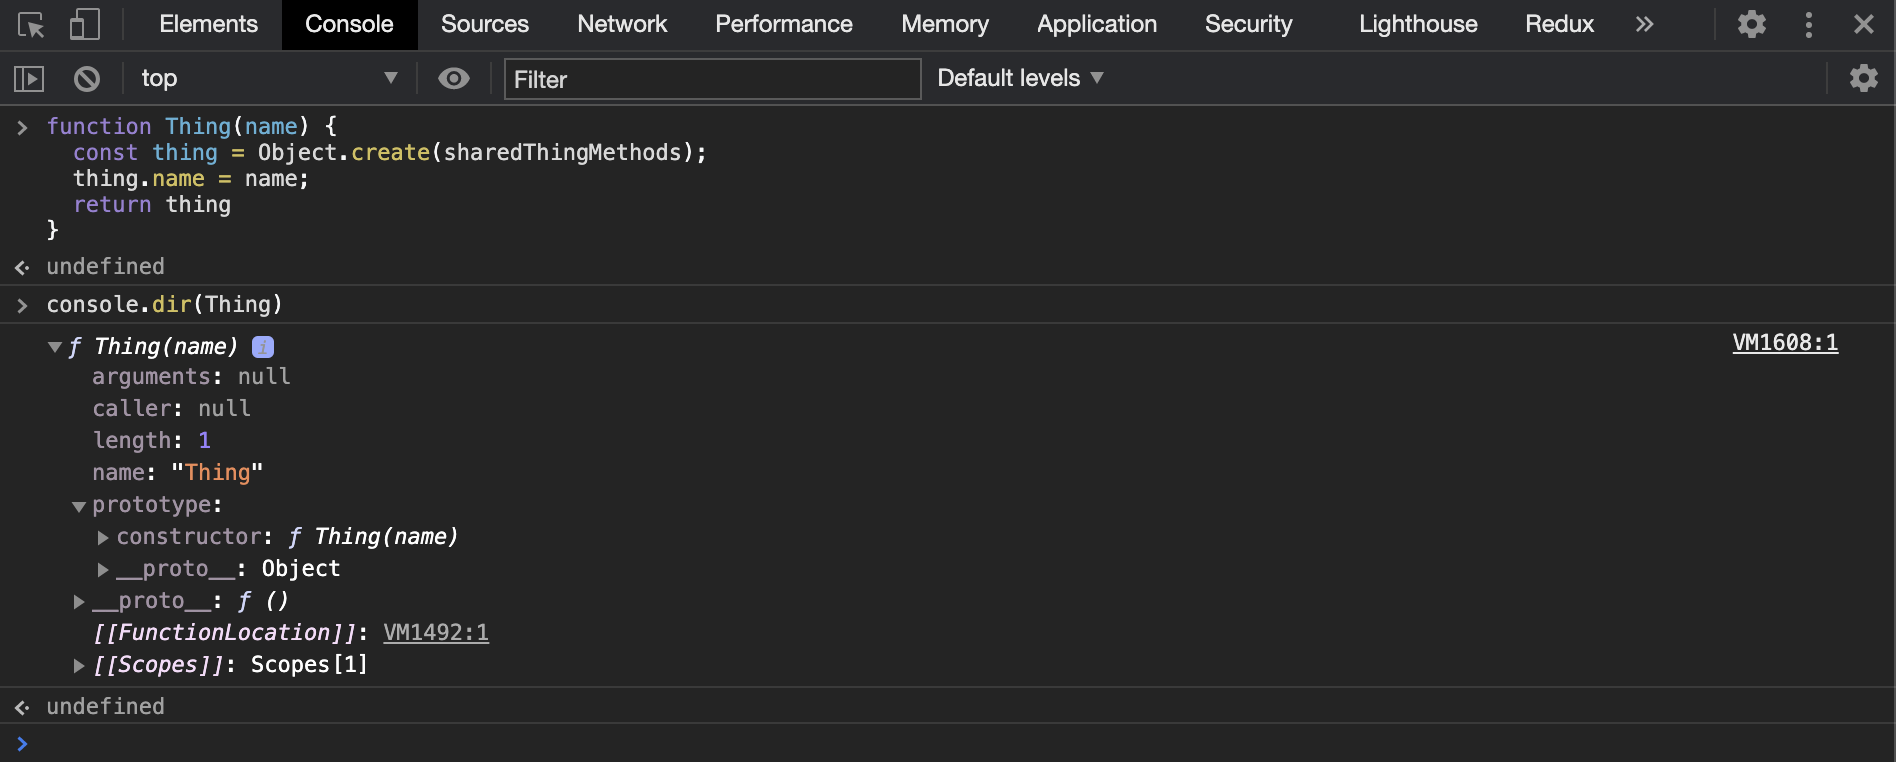 Elements Console Sources Network Performance Memory Application Security Lighthouse Redux »
top Filter Default levels
function Thing(name) {
const thing = Object.create(sharedThingMethods);
thing.name = name;
return thing
}
undefined
console.dir(Thing)
ƒ Thing(name) i VM1608:1
arguments: null
caller: null
length: 1
name: "Thing"
prototype:
constructor: ƒ Thing(name)
__proto__: Object
__proto__: ƒ ()
[[FunctionLocation]]: VM1492:1
[[Scopes]]: Scopes[1]
undefined